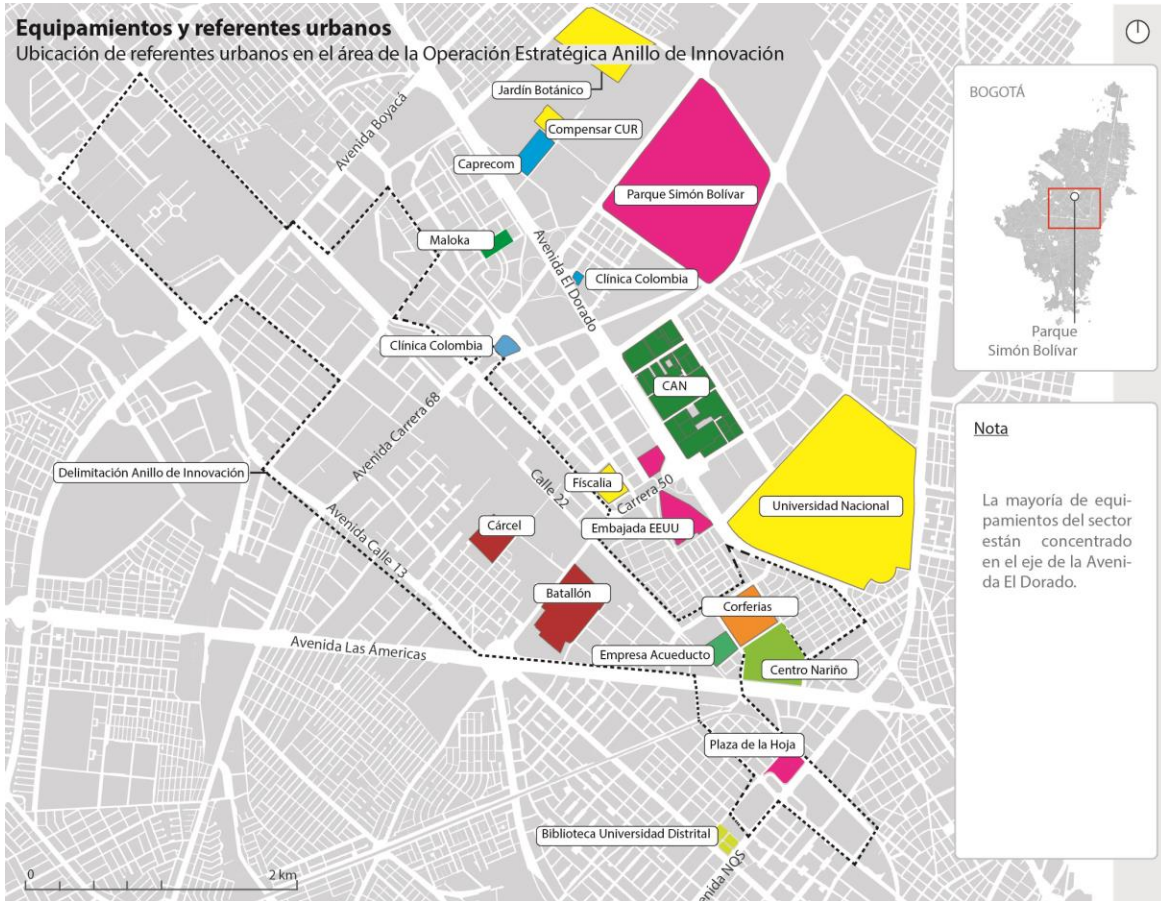 Equipamientos y referentes urbanos
Ubicación de referentes urbanos en el área de la Operación Estratégica Anillo de Innovación
Jardín Botánico
Avenida Boyacá
Compensar CUR
Caprecom
Parque Simón Bolívar
Maloka
Avenida El Dorado
Clínica Colombia
Clínica Colombia
CAN
Avenida Carrera 68
Delimitación Anillo de Innovación
Calle 22
Físcalia
Carrera 50
Universidad Nacional
Avenida Calle 13
Cárcel
Embajada EEUU
Batallón
Corferias
Avenida Las Ámericas
Empresa Acueducto
Centro Nariño
Plaza de la Hoja
Biblioteca Universidad Distrital
Avenida NQS
0
2 km
BOGOTÁ
Parque
Simón Bolívar
Nota
La mayoría de equi-
pamientos del sector
están concentrado
en el eje de la Aveni-
da El Dorado.